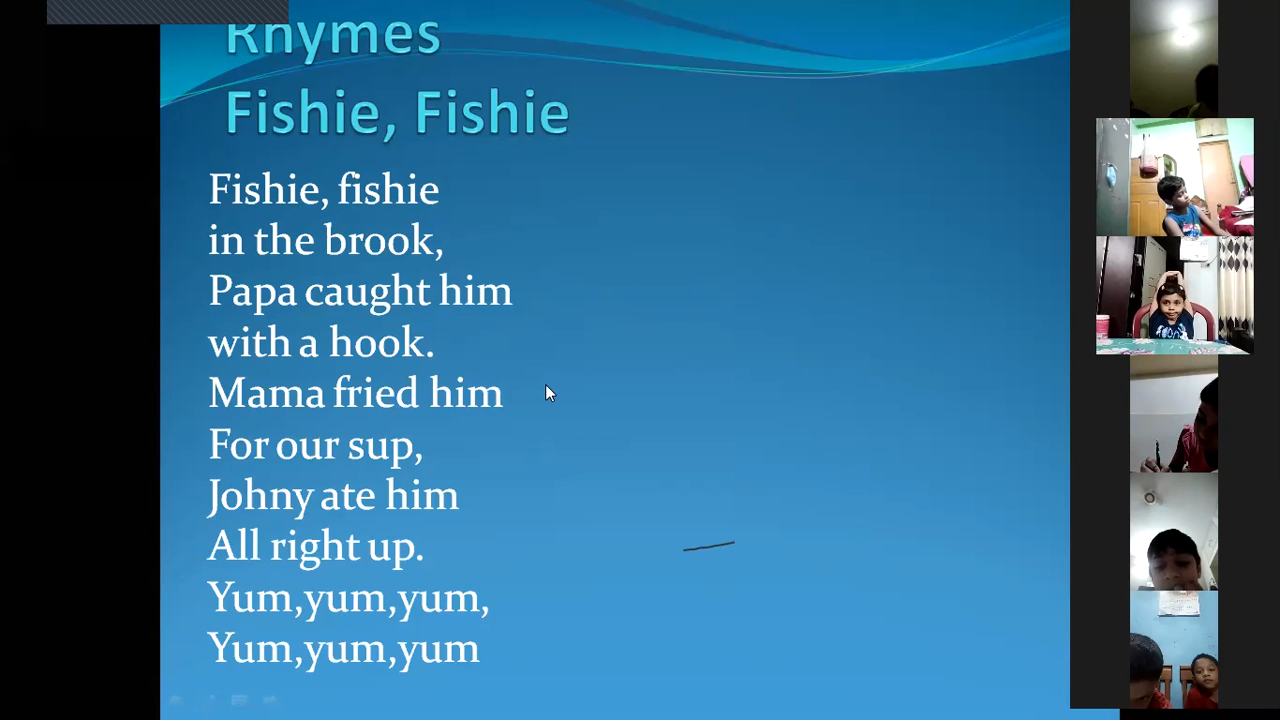 Rhymes
Fishie, Fishie
Fishie, fishie
in the brook,
Papa caught him
with a hook.
Mama fried him
For our sup,
Johny ate him
All right up.
Yum,yum,yum,
Yum,yum,yum